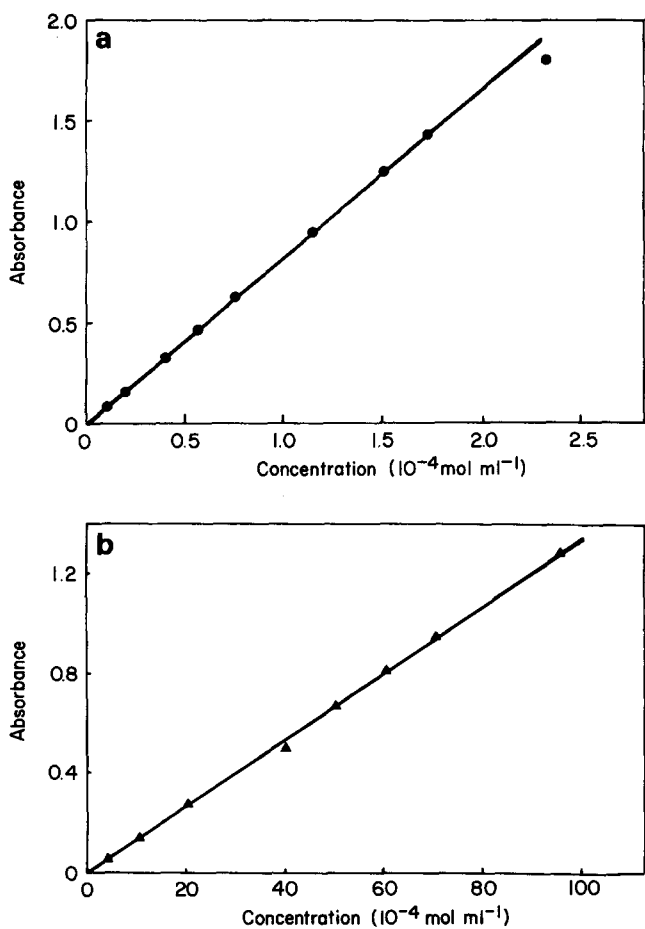 a
2.0
1.5
1.0
0.5
0
Absorbance
0 0.5 1.0 1.5 2.0 2.5
Concentration (10⁻⁴ mol ml⁻¹)
b
1.2
0.8
0.4
0
Absorbance
0 20 40 60 80 100
Concentration (10⁻⁴ mol ml⁻¹)